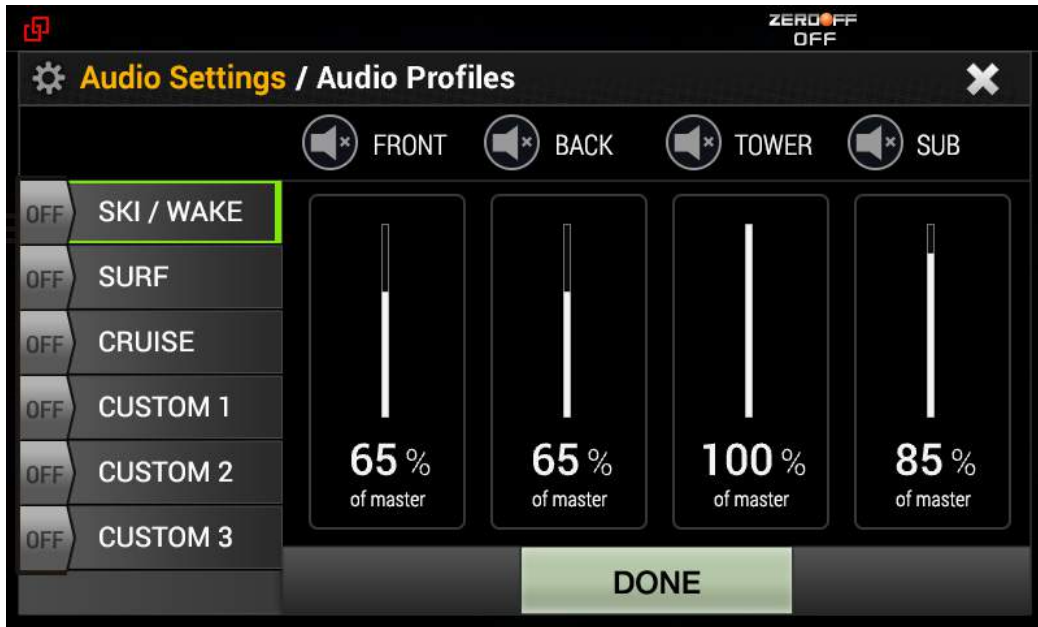 ZEROOFF
OFF
Audio Settings / Audio Profiles
FRONT
BACK
TOWER
SUB
OFF SKI / WAKE
OFF SURF
OFF CRUISE
OFF CUSTOM 1
OFF CUSTOM 2
OFF CUSTOM 3
65 %
of master
65 %
of master
100 %
of master
85 %
of master
DONE